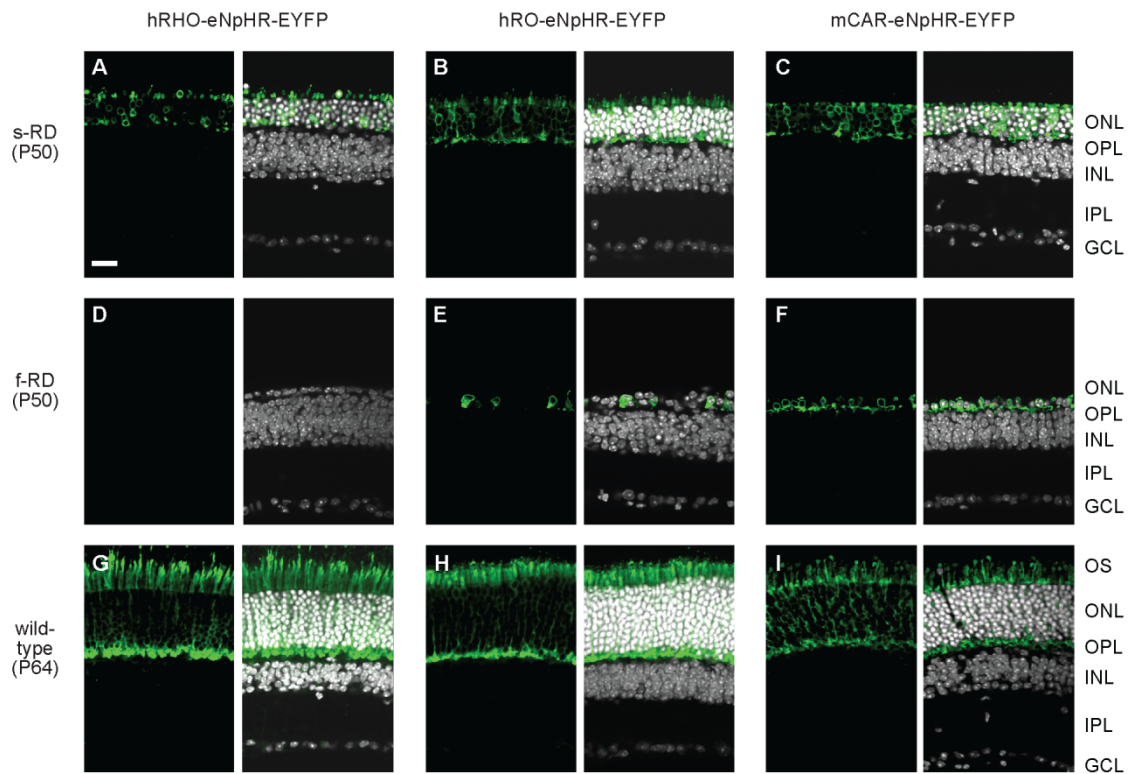 hRHO-eNpHR-EYFP hRO-eNpHR-EYFP mCAR-eNpHR-EYFP
A B C
s-RD
(P50)
ONL
OPL
INL
IPL
GCL
D E F
f-RD
(P50)
ONL
OPL
INL
IPL
GCL
G H I
wild-
type
(P64)
OS
ONL
OPL
INL
IPL
GCL